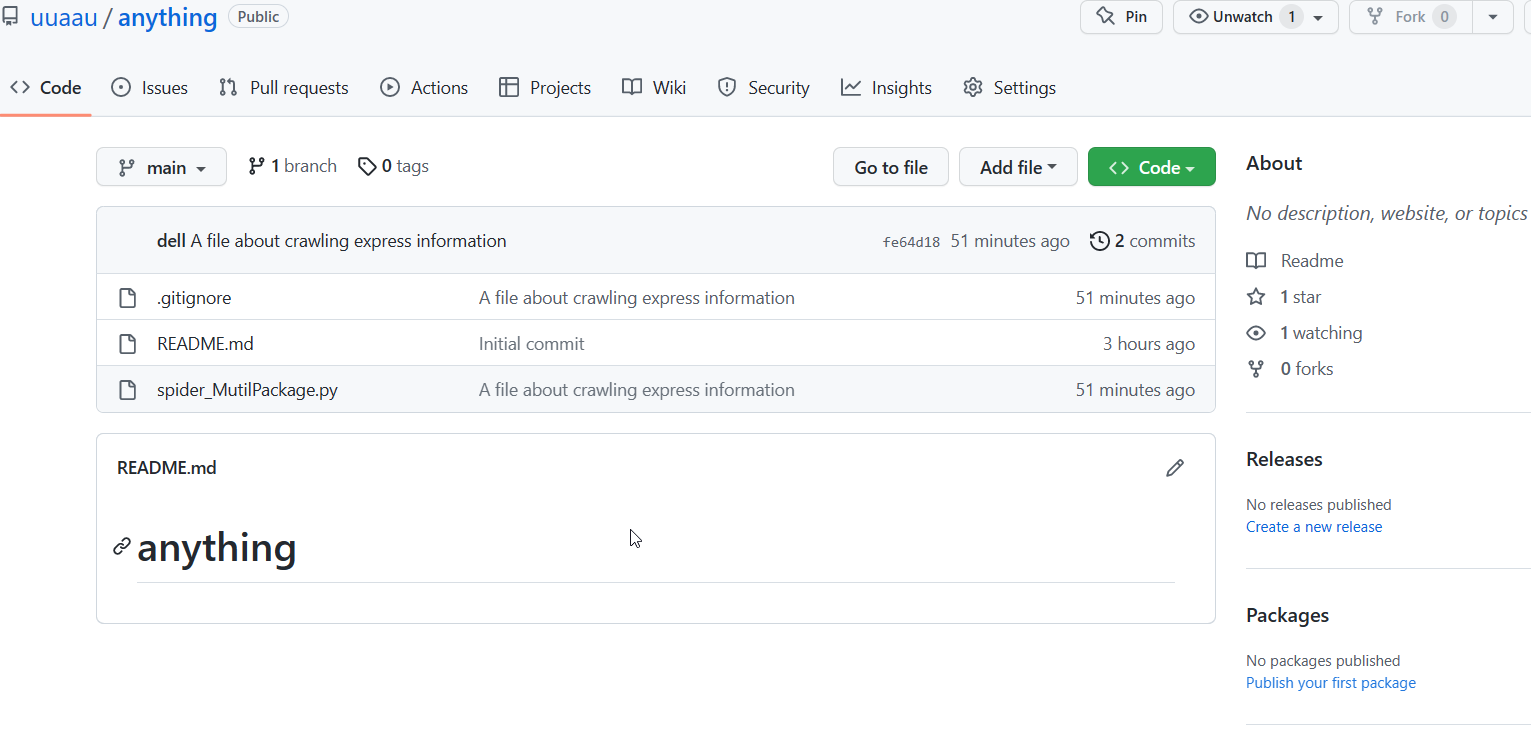 uuaau / anything Public Pin Unwatch 1 Fork 0
Code Issues Pull requests Actions Projects Wiki Security Insights Settings
main 1 branch 0 tags Go to file Add file Code
dell A file about crawling express information fe64d18 51 minutes ago 2 commits
.gitignore A file about crawling express information 51 minutes ago
README.md Initial commit 3 hours ago
spider_MutilPackage.py A file about crawling express information 51 minutes ago
README.md
anything
About
No description, website, or topics
Readme
1 star
1 watching
0 forks
Releases
No releases published
Create a new release
Packages
No packages published
Publish your first package